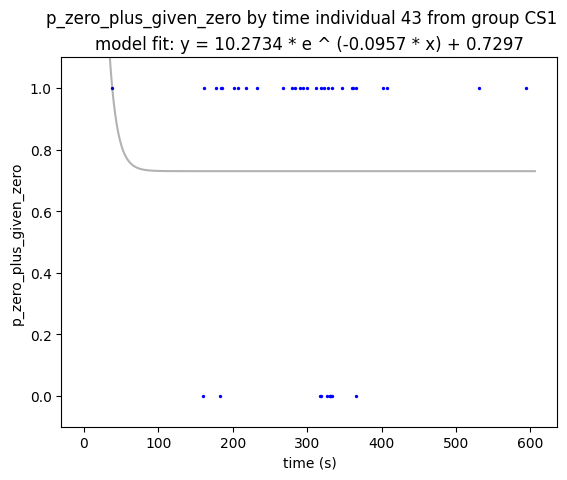 p_zero_plus_given_zero by time individual 43 from group CS1
model fit: y = 10.2734 * e ^ (-0.0957 * x) + 0.7297
1.0
0.8
0.6
0.4
0.2
0.0
p_zero_plus_given_zero
0 100 200 300 400 500 600
time (s)